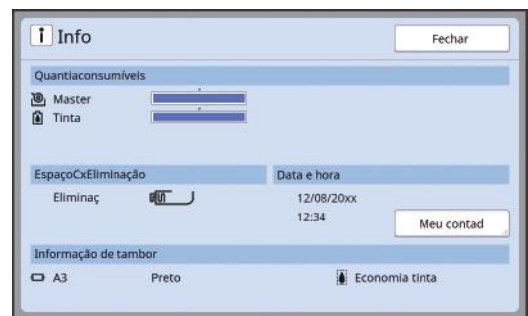 Info
Fechar
Quantiaconsumíveis
Master
Tinta
EspaçoCxEliminação
Data e hora
Eliminaç
12/08/20xx
12:34
Meu contad
Informação de tambor
A3 Preto Economia tinta